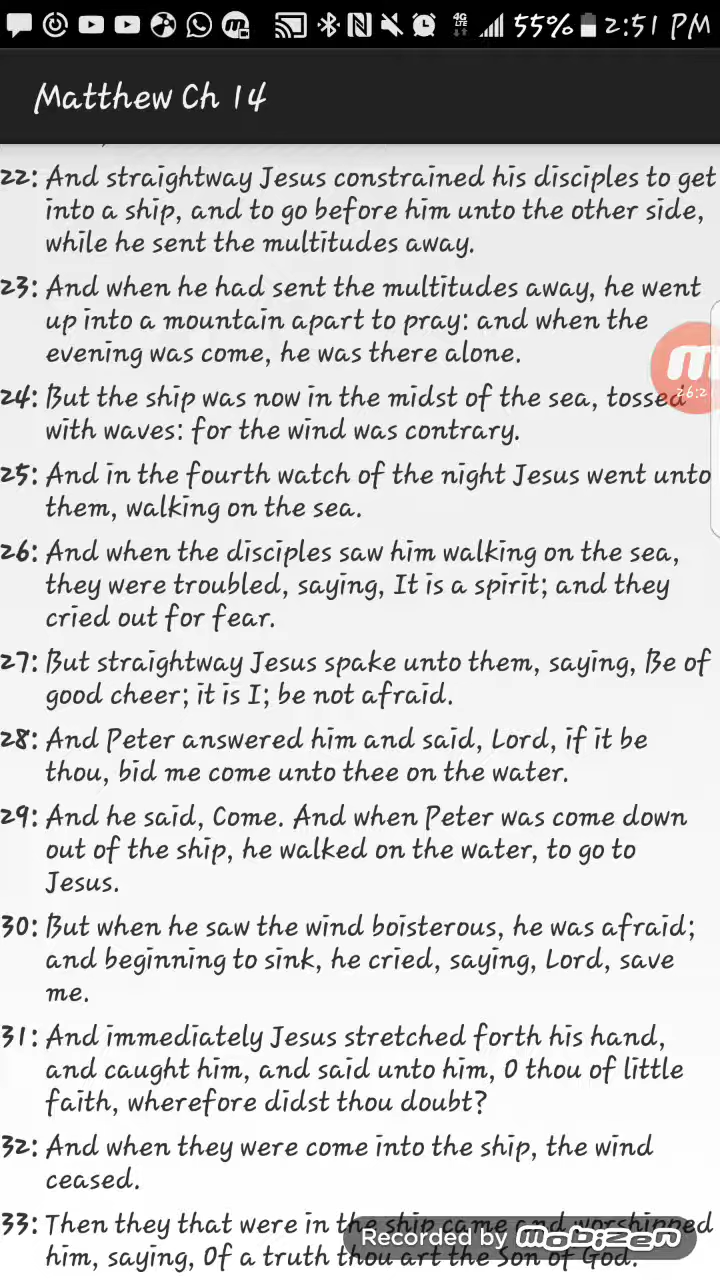 4G
LTE
55%
2:51 PM
Matthew Ch 14
22: And straightway Jesus constrained his disciples to get
into a ship, and to go before him unto the other side,
while he sent the multitudes away.
23: And when he had sent the multitudes away, he went
up into a mountain apart to pray: and when the
evening was come, he was there alone.
24: But the ship was now in the midst of the sea, tossed
with waves: for the wind was contrary.
25: And in the fourth watch of the night Jesus went unto
them, walking on the sea.
26: And when the disciples saw him walking on the sea,
they were troubled, saying, It is a spirit; and they
cried out for fear.
27: But straightway Jesus spake unto them, saying, Be of
good cheer; it is I; be not afraid.
28: And Peter answered him and said, Lord, if it be
thou, bid me come unto thee on the water.
29: And he said, Come. And when Peter was come down
out of the ship, he walked on the water, to go to
Jesus.
30: But when he saw the wind boisterous, he was afraid;
and beginning to sink, he cried, saying, Lord, save
me.
31: And immediately Jesus stretched forth his hand,
and caught him, and said unto him, O thou of little
faith, wherefore didst thou doubt?
32: And when they were come into the ship, the wind
ceased.
33: Then they that were in the ship came and worshipped
him, saying, Of a truth thou art the Son of God.
Recorded by mobizen